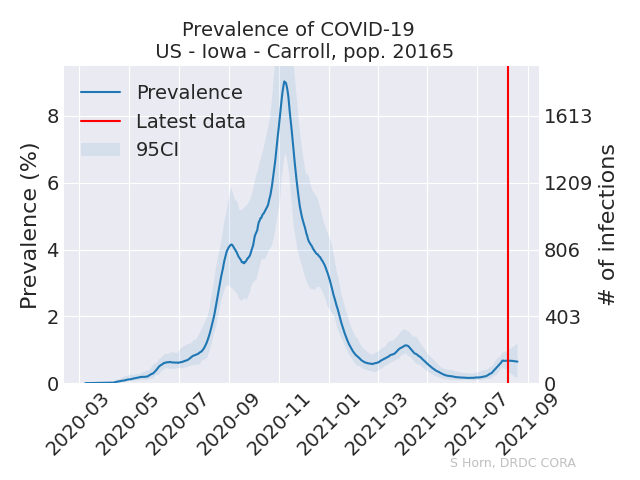 Prevalence of COVID-19
US - Iowa - Carroll, pop. 20165
Prevalence
Latest data
95CI
Prevalence (%)
8
6
4
2
0
1613
1209
806
403
0
# of infections
2020-03
2020-05
2020-07
2020-09
2020-11
2021-01
2021-03
2021-05
2021-07
2021-09
S Horn, DRDC CORA